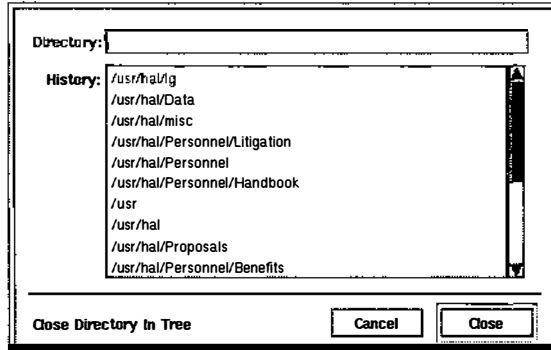 Directory:
History:
/usr/hal/lg
/usr/hal/Data
/usr/hal/misc
/usr/hal/Personnel/Litigation
/usr/hal/Personnel
/usr/hal/Personnel/Handbook
/usr
/usr/hal
/usr/hal/Proposals
/usr/hal/Personnel/Benefits
Close Directory In Tree
Cancel
Close